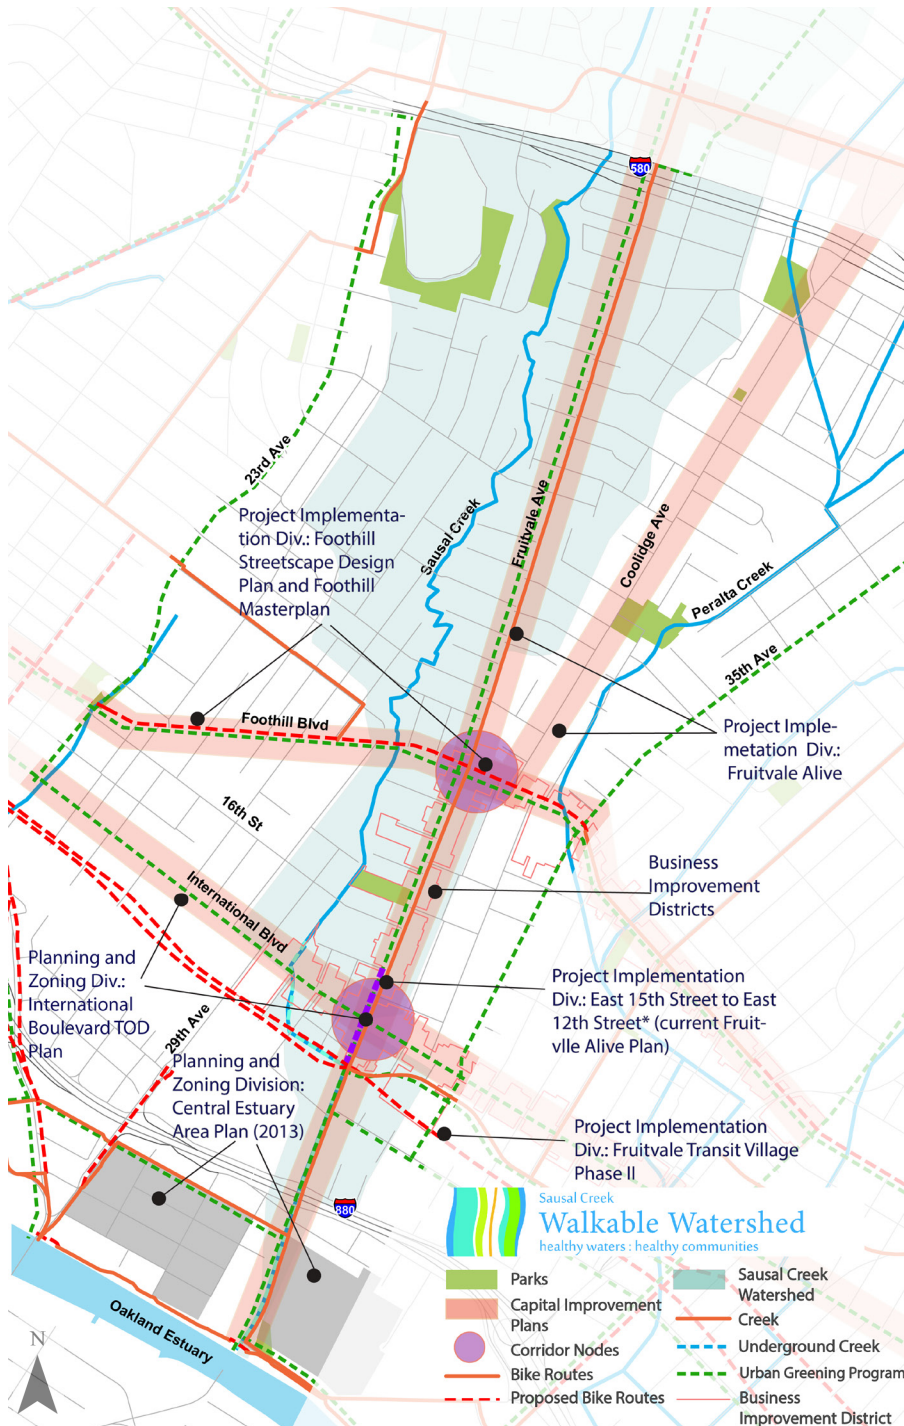 580
23rd Ave
Project Implementa-
tion Div.: Foothill
Streetscape Design
Plan and Foothill
Masterplan
Sausal Creek
Fruitvale Ave
Coolidge Ave
Peralta Creek
35th Ave
Foothill Blvd
Project Imple-
metation Div.:
Fruitvale Alive
16th St
Business
Improvement
Districts
International Blvd
Planning and
Zoning Div.:
International
Boulevard TOD
Plan
Project Implementation
Div.: East 15th Street to East
12th Street* (current Fruit-
vlle Alive Plan)
29th Ave
Planning and
Zoning Division:
Central Estuary
Area Plan (2013)
Project Implementation
Div.: Fruitvale Transit Village
Phase II
880
Oakland Estuary
N
Sausal Creek
Walkable Watershed
healthy waters : healthy communities
Parks
Capital Improvement
Plans
Corridor Nodes
Bike Routes
Proposed Bike Routes
Sausal Creek
Watershed
Creek
Underground Creek
Urban Greening Program
Business
Improvement District